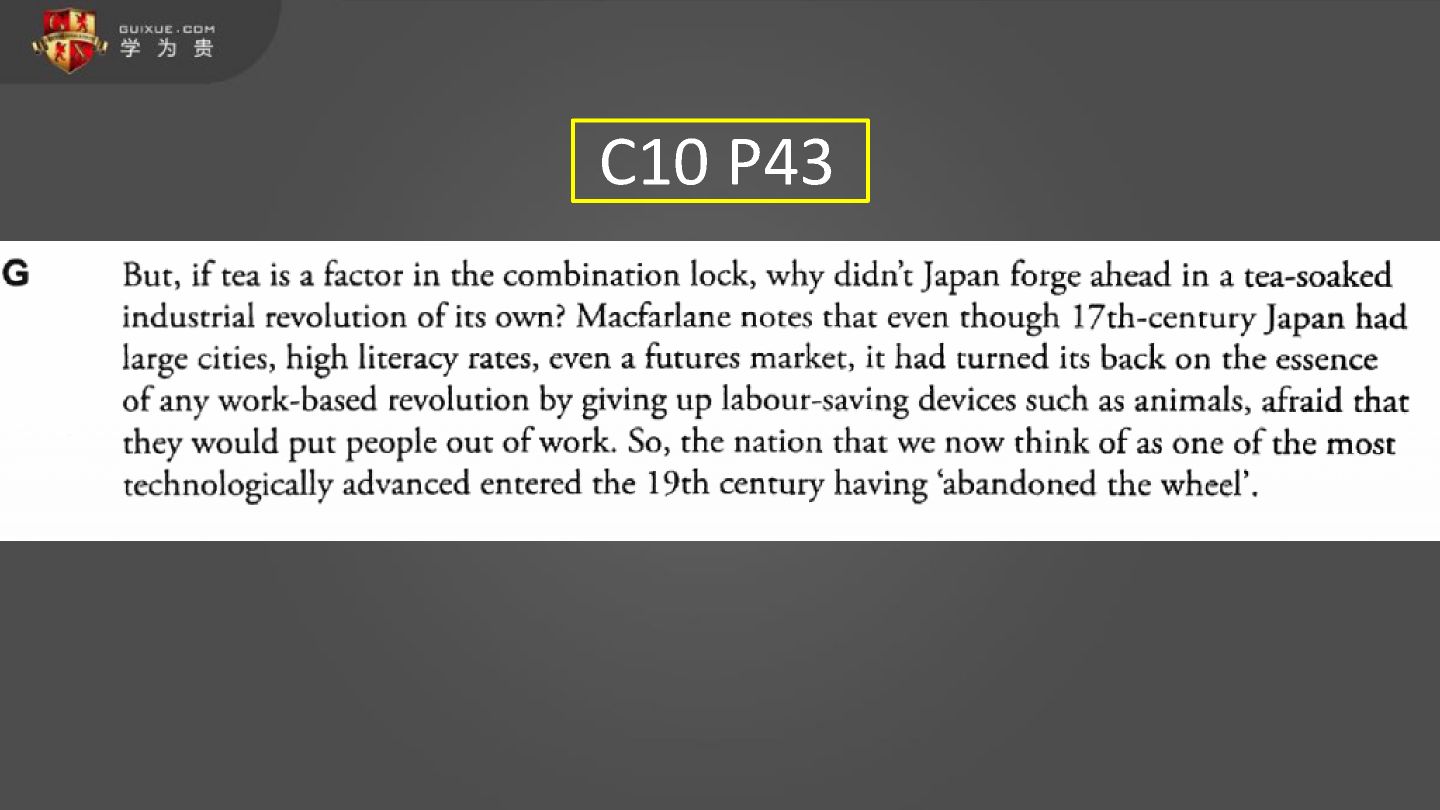 GUIXUE.COM
学为贵
C10 P43
G But, if tea is a factor in the combination lock, why didn’t Japan forge ahead in a tea-soaked
industrial revolution of its own? Macfarlane notes that even though 17th-century Japan had
large cities, high literacy rates, even a futures market, it had turned its back on the essence
of any work-based revolution by giving up labour-saving devices such as animals, afraid that
they would put people out of work. So, the nation that we now think of as one of the most
technologically advanced entered the 19th century having ‘abandoned the wheel’.